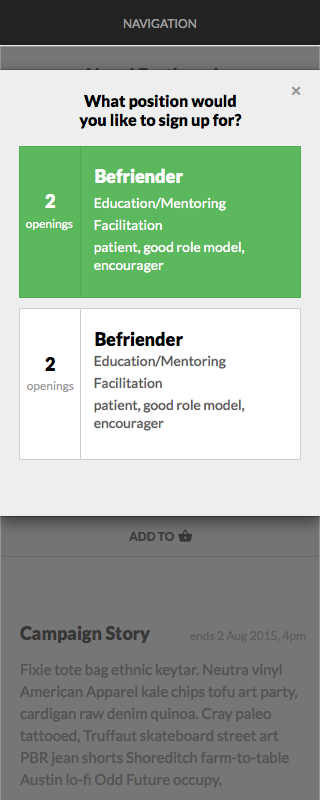 NAVIGATION
×
What position would
you like to sign up for?
2
openings
Befriender
Education/Mentoring
Facilitation
patient, good role model,
encourager
2
openings
Befriender
Education/Mentoring
Facilitation
patient, good role model,
encourager
ADD TO
Campaign Story
ends 2 Aug 2015, 4pm
Fixie tote bag ethnic keytar. Neutra vinyl
American Apparel kale chips tofu art party,
cardigan raw denim quinoa. Cray paleo
tattooed, Truffaut skateboard street art
PBR jean shorts Shoreditch farm-to-table
Austin lo-fi Odd Future occupy.